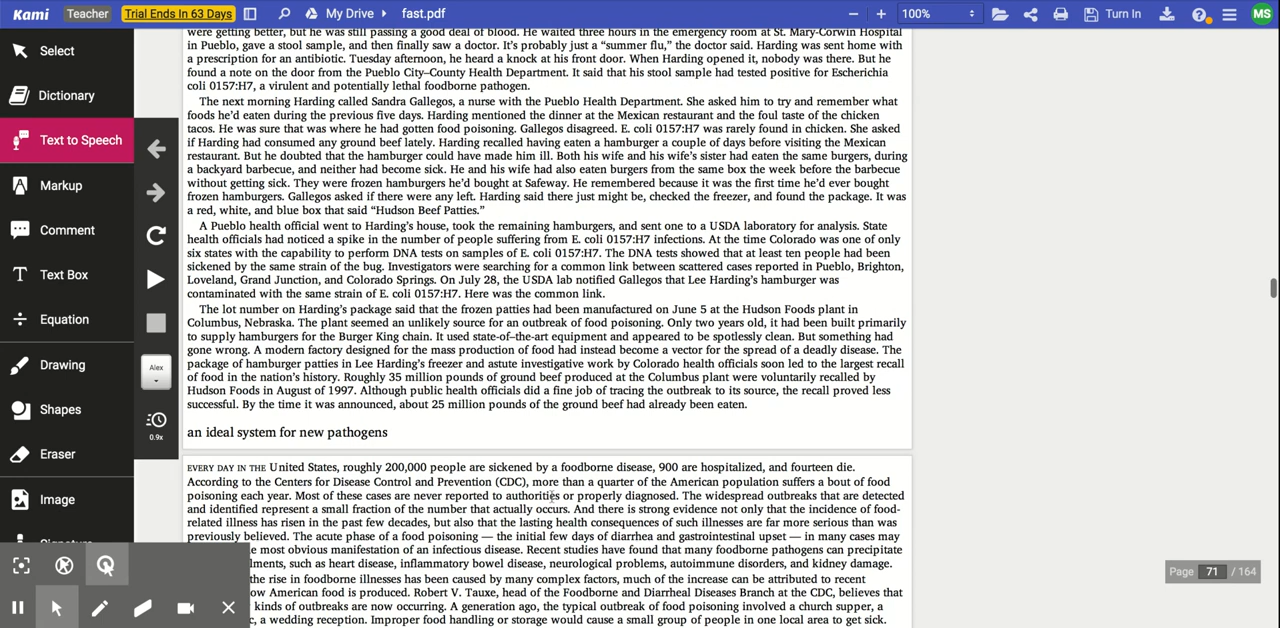 Kami Teacher Trial Ends In 63 Days My Drive fast.pdf 100% Turn In MS
Select
Dictionary
Text to Speech
Markup
Comment
Text Box
Equation
Drawing
Shapes
Eraser
Image
Alex
0.9x
were getting better, but he was still passing a good deal of blood. He waited three hours in the emergency room at St. Mary-Corwin Hospital
in Pueblo, gave a stool sample, and then finally saw a doctor. It's probably just a “summer flu,” the doctor said. Harding was sent home
with a prescription for an antibiotic. Tuesday afternoon, he heard a knock at his front door. When Harding opened it, nobody was there. But he
found a note on the door from the Pueblo City–County Health Department. It said that his stool sample had tested positive for Escherichia
coli 0157:H7, a virulent and potentially lethal foodborne pathogen.
The next morning Harding called Sandra Gallegos, a nurse with the Pueblo Health Department. She asked him to try and remember what
foods he'd eaten during the previous five days. Harding mentioned the dinner at the Mexican restaurant and the foul taste of the chicken
tacos. He was sure that was where he had gotten food poisoning. Gallegos disagreed. E. coli 0157:H7 was rarely found in chicken. She asked
if Harding had consumed any ground beef lately. Harding recalled having eaten a hamburger a couple of days before visiting the Mexican
restaurant. But he doubted that the hamburger could have made him ill. Both his wife and his wife's sister had eaten the same burgers, during
a backyard barbecue, and neither had become sick. He and his wife had also eaten burgers from the same box the week before the barbecue
without getting sick. They were frozen hamburgers he'd bought at Safeway. He remembered because it was the first time he'd ever bought
frozen hamburgers. Gallegos asked if there were any left. Harding said there just might be, checked the freezer, and found the package. It was
a red, white, and blue box that said “Hudson Beef Patties.”
A Pueblo health official went to Harding's house, took the remaining hamburgers, and sent one to a USDA laboratory for analysis. State
health officials had noticed a spike in the number of people suffering from E. coli 0157:H7 infections. At the time Colorado was one of only
six states with the capability to perform DNA tests on samples of E. coli 0157:H7. The DNA tests showed that at least ten people had been
sickened by the same strain of the bug. Investigators were searching for a common link between scattered cases reported in Pueblo, Brighton,
Loveland, Grand Junction, and Colorado Springs. On July 28, the USDA lab notified Gallegos that Lee Harding's hamburger was
contaminated with the same strain of E. coli 0157:H7. Here was the common link.
The lot number on Harding's package said that the frozen patties had been manufactured on June 5 at the Hudson Foods plant in
Columbus, Nebraska. The plant seemed an unlikely source for an outbreak of food poisoning. Only two years old, it had been built primarily
to supply hamburgers for the Burger King chain. It used state-of–the-art equipment and appeared to be spotlessly clean. But something had
gone wrong. A modern factory designed for the mass production of food had instead become a vector for the spread of a deadly disease. The
package of hamburger patties in Lee Harding's freezer and astute investigative work by Colorado health officials soon led to the largest recall
of food in the nation's history. Roughly 35 million pounds of ground beef produced at the Columbus plant were voluntarily recalled by
Hudson Foods in August of 1997. Although public health officials did a fine job of tracing the outbreak to its source, the recall proved less
successful. By the time it was announced, about 25 million pounds of the ground beef had already been eaten.
an ideal system for new pathogens
EVERY DAY IN THE United States, roughly 200,000 people are sickened by a foodborne disease, 900 are hospitalized, and fourteen die.
According to the Centers for Disease Control and Prevention (CDC), more than a quarter of the American population suffers a bout of food
poisoning each year. Most of these cases are never reported to authorities or properly diagnosed. The widespread outbreaks that are detected
and identified represent a small fraction of the number that actually occurs. And there is strong evidence not only that the incidence of food-
related illness has risen in the past few decades, but also that the lasting health consequences of such illnesses are far more serious than was
previously believed. The acute phase of a food poisoning — the initial few days of diarrhea and gastrointestinal upset — in many cases may
most obvious manifestation of an infectious disease. Recent studies have found that many foodborne pathogens can precipitate
lments, such as heart disease, inflammatory bowel disease, neurological problems, autoimmune disorders, and kidney damage.
the rise in foodborne illnesses has been caused by many complex factors, much of the increase can be attributed to recent
ow American food is produced. Robert V. Tauxe, head of the Foodborne and Diarrheal Diseases Branch at the CDC, believes that
kinds of outbreaks are now occurring. A generation ago, the typical outbreak of food poisoning involved a church supper, a
c, a wedding reception. Improper food handling or storage would cause a small group of people in one local area to get sick.
Page 71 / 164